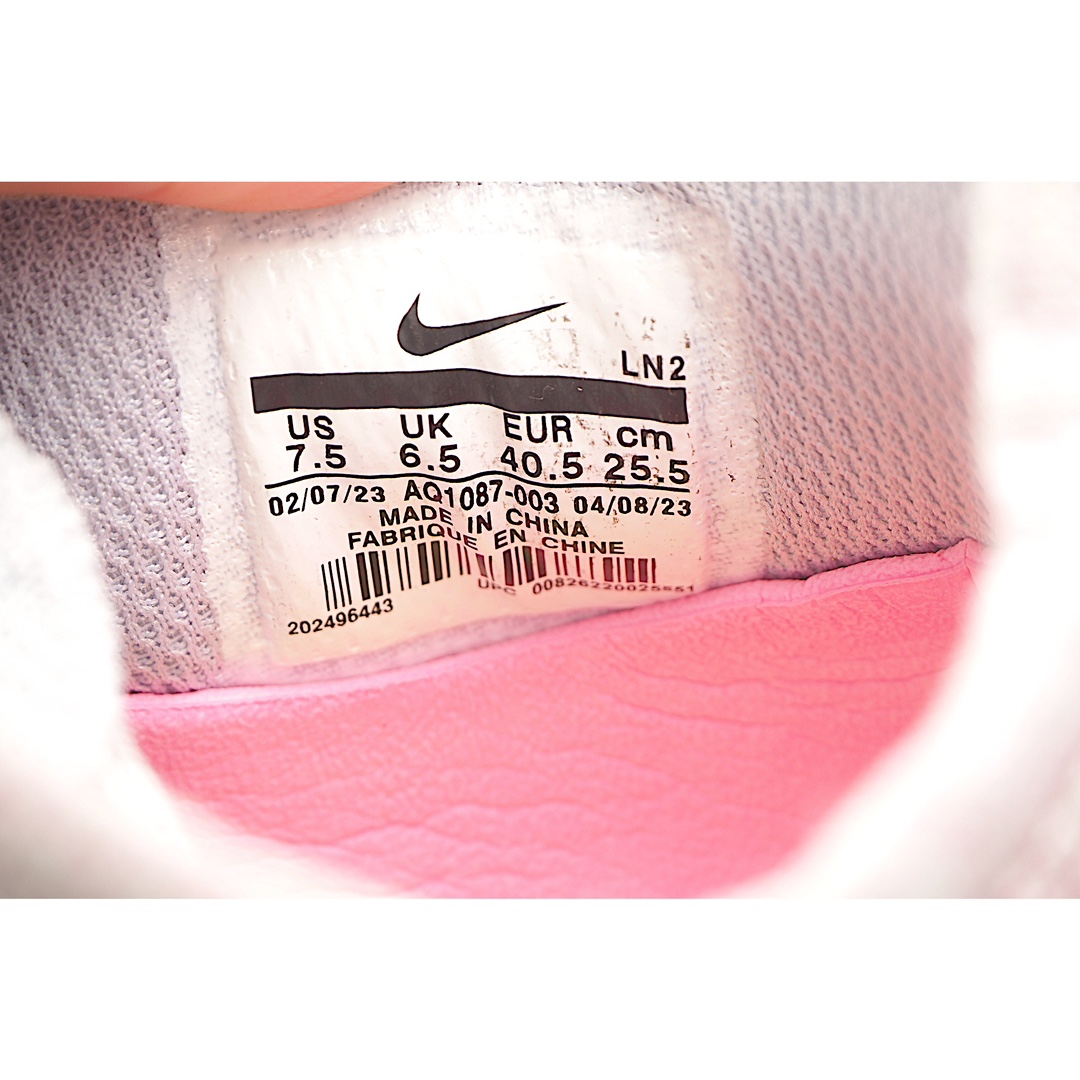 LN2
US UK EUR cm
7.5 6.5 40.5 25.5
02/07/23 AQ1087-003 04/08/23
MADE IN CHINA
FABRIQUE EN CHINE
UPC
202496443